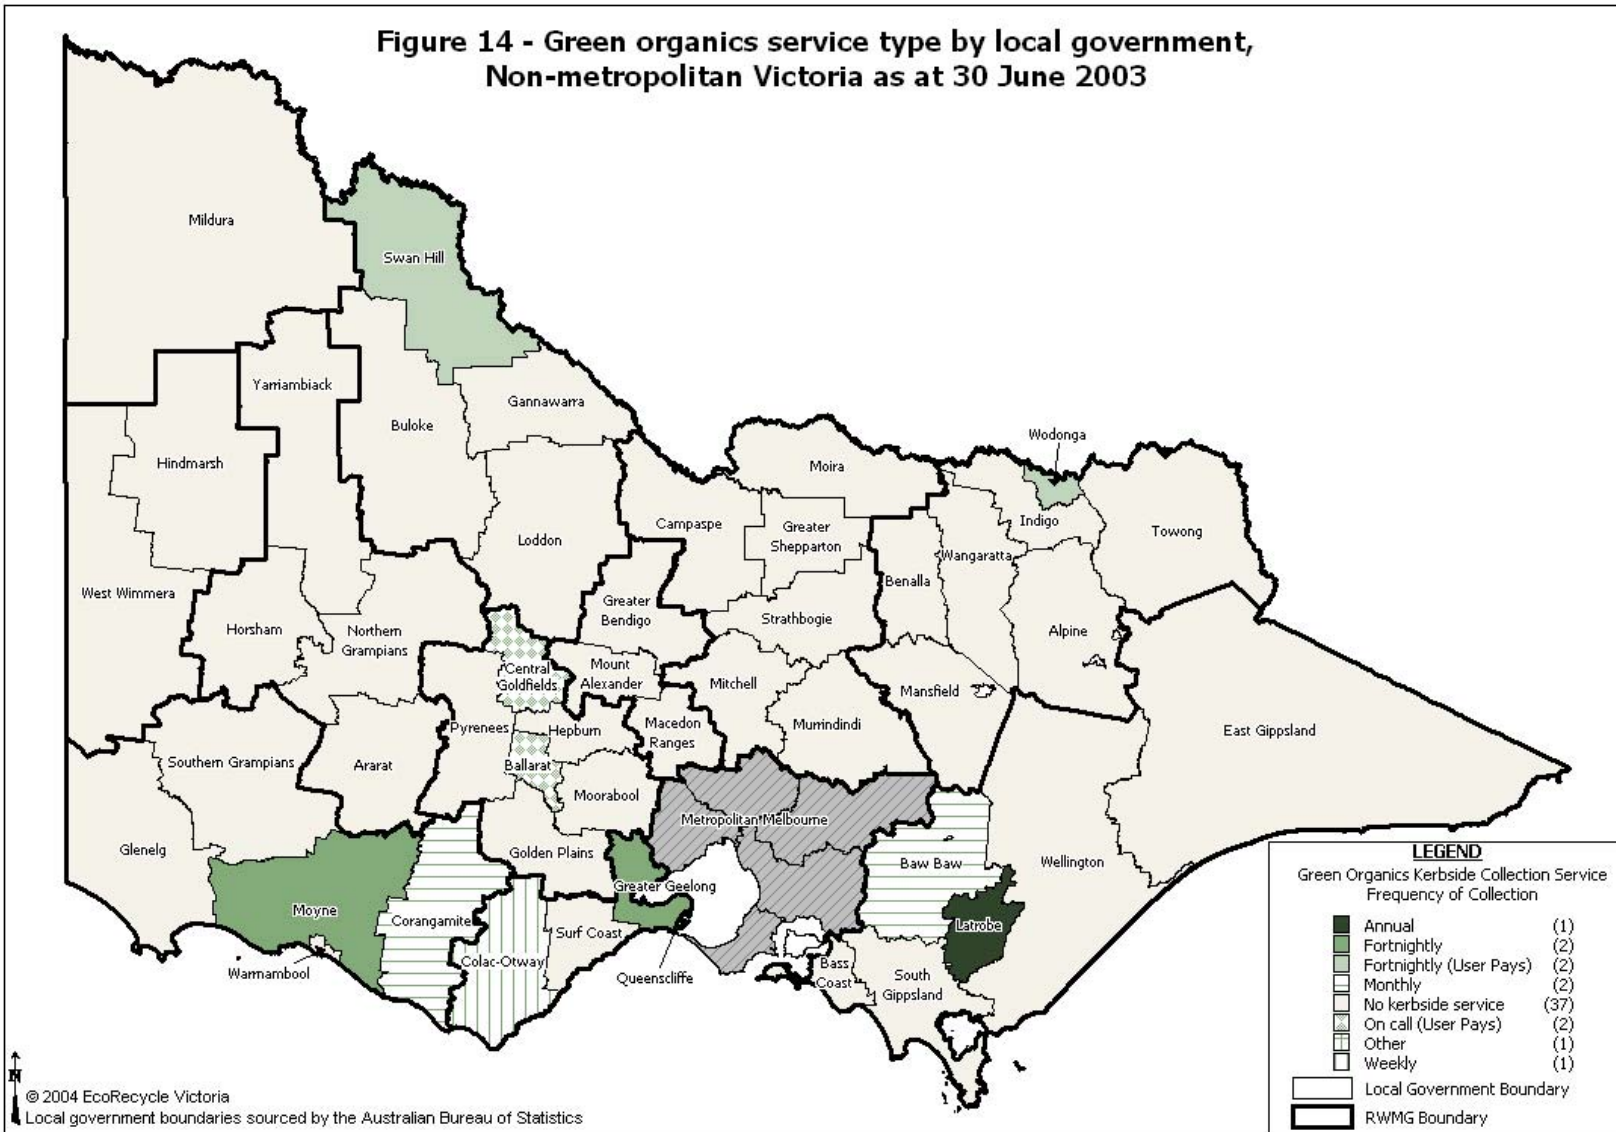 Figure 14 - Green organics service type by local government,
Non-metropolitan Victoria as at 30 June 2003
Mildura
Swan Hill
Yarriambiack
Gannawarra
Buloke
Hindmarsh
Wodonga
Moira
Campaspe
Greater
Shepparton
Indigo
Towong
Loddon
Wangaratta
Benalla
West Wimmera
Greater
Bendigo
Strathbogie
Horsham
Northern
Grampians
Alpine
Central
Goldfields
Mount
Alexander
Mitchell
Mansfield
Pyrenees
Hepburn
Macedon
Ranges
Murrindindi
East Gippsland
Southern Grampians
Ararat
Ballarat
Moorabool
Metropolitan Melbourne
Glenelg
Golden Plains
Baw Baw
Wellington
Greater Geelong
Moyne
Corangamite
Latrobe
Surf Coast
Colac-Otway
Warrnambool
Queenscliffe
Bass
Coast
South
Gippsland
LEGEND
Green Organics Kerbside Collection Service
Frequency of Collection
Annual (1)
Fortnightly (2)
Fortnightly (User Pays) (2)
Monthly (2)
No kerbside service (37)
On call (User Pays) (2)
Other (1)
Weekly (1)
Local Government Boundary
RWMG Boundary
N
© 2004 EcoRecycle Victoria
Local government boundaries sourced by the Australian Bureau of Statistics